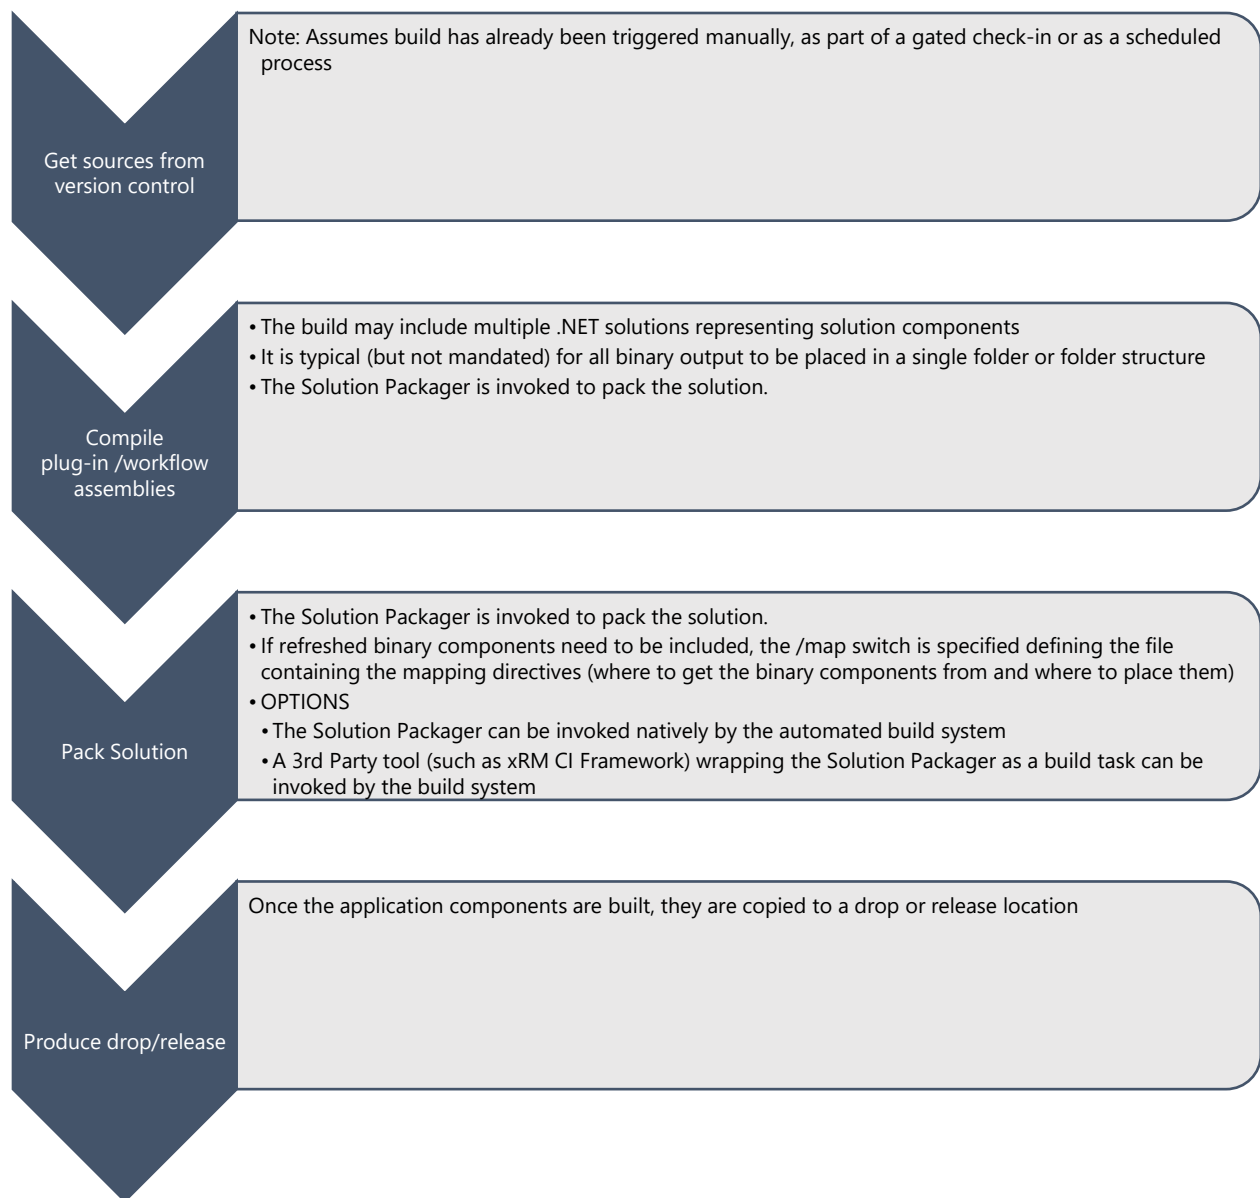 Note: Assumes build has already been triggered manually, as part of a gated check-in or as a scheduled
process
Get sources from
version control
• The build may include multiple .NET solutions representing solution components
• It is typical (but not mandated) for all binary output to be placed in a single folder or folder structure
• The Solution Packager is invoked to pack the solution.
Compile
plug-in /workflow
assemblies
• The Solution Packager is invoked to pack the solution.
• If refreshed binary components need to be included, the /map switch is specified defining the file
containing the mapping directives (where to get the binary components from and where to place them)
• OPTIONS
• The Solution Packager can be invoked natively by the automated build system
• A 3rd Party tool (such as xRM CI Framework) wrapping the Solution Packager as a build task can be
invoked by the build system
Pack Solution
Once the application components are built, they are copied to a drop or release location
Produce drop/release